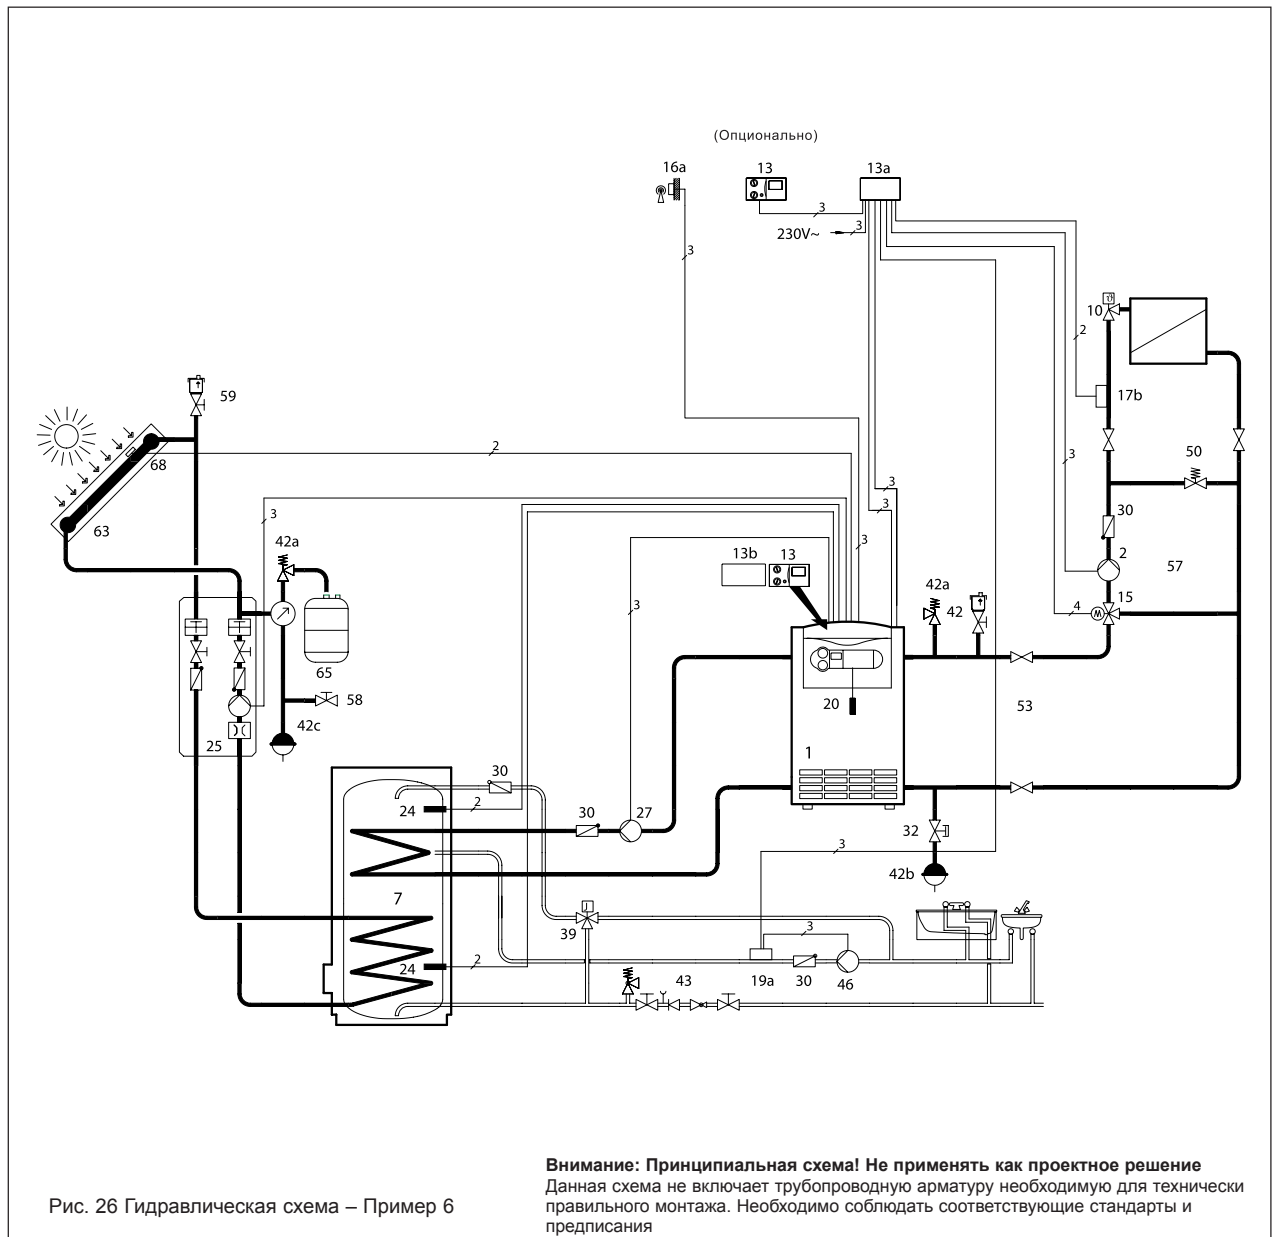 (Опционально)
16a
13
13a
3
230V~
3
3
10
2
17b
59
68
2
50
63
3
3
3
3
30
42a
13b
13
2
57
3
42a
42
15
4
65
58
20
53
42c
25
1
30
24
2
30
27
32
3
42b
7
39
3
24
2
43
19a
30
46
Внимание: Принципиальная схема! Не применять как проектное решение
Данная схема не включает трубопроводную арматуру необходимую для технически
правильного монтажа. Необходимо соблюдать соответствующие стандарты и
предписания
Рис. 26 Гидравлическая схема – Пример 6